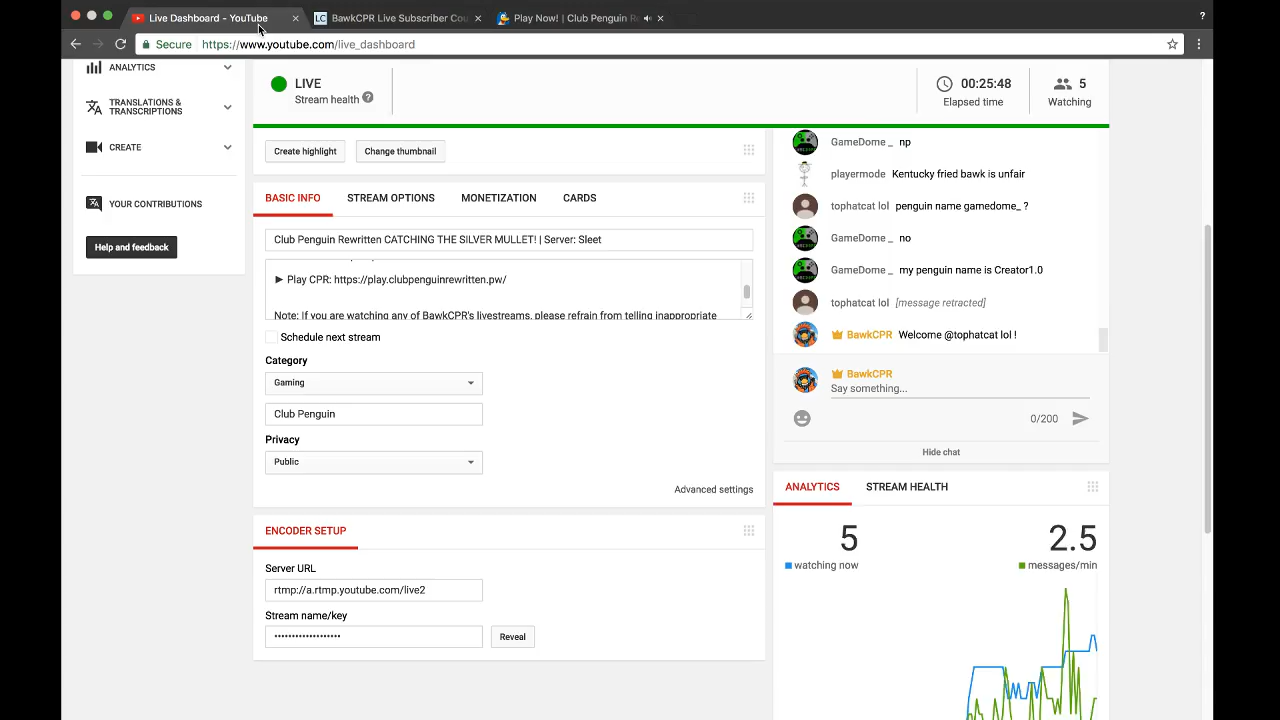 Live Dashboard - YouTube
LC BawkCPR Live Subscriber Cou
Play Now! | Club Penguin Re
?
Secure https://www.youtube.com/live_dashboard
ANALYTICS
TRANSLATIONS &
TRANSCRIPTIONS
CREATE
YOUR CONTRIBUTIONS
Help and feedback
LIVE
Stream health ?
00:25:48
Elapsed time
5
Watching
Create highlight
Change thumbnail
BASIC INFO
STREAM OPTIONS
MONETIZATION
CARDS
Club Penguin Rewritten CATCHING THE SILVER MULLET! | Server: Sleet
► Play CPR: https://play.clubpenguinrewritten.pw/
Note: If you are watching any of BawkCPR's livestreams, please refrain from telling inappropriate
Schedule next stream
Category
Gaming
Club Penguin
Privacy
Public
Advanced settings
ENCODER SETUP
Server URL
rtmp://a.rtmp.youtube.com/live2
Stream name/key
•••••••••••••••••••
Reveal
GameDome _ np
playermode Kentucky fried bawk is unfair
tophatcat lol penguin name gamedome_ ?
GameDome _ no
GameDome _ my penguin name is Creator1.0
tophatcat lol [message retracted]
BawkCPR Welcome @tophatcat lol !
BawkCPR
Say something...
0/200
Hide chat
ANALYTICS
STREAM HEALTH
5
watching now
2.5
messages/min